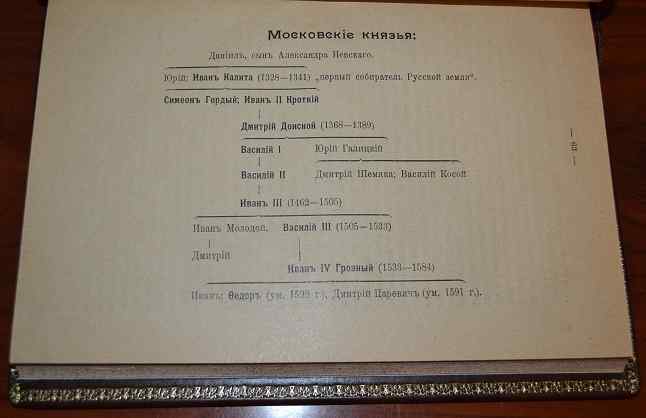 Московскіе князья:
Даніилъ, сынъ Александра Невскаго.
Юрій; Иванъ Калита (1328—1341) „первый собиратель Русской земли".
Симеонъ Гордый; Иванъ II Кроткій
Дмитрій Донской (1368—1389)
Василій I Юрій Галицкій
Василій II Дмитрій Шемяка; Василій Косой
Иванъ III (1462—1505)
Иванъ Молодой. Василій III (1505—1533)
Дмитрій
Иванъ IV Грозный (1533—1584)
Иванъ; Ѳедоръ (ум. г.), Дмитрій Царевичъ (ум. 1591 г.).